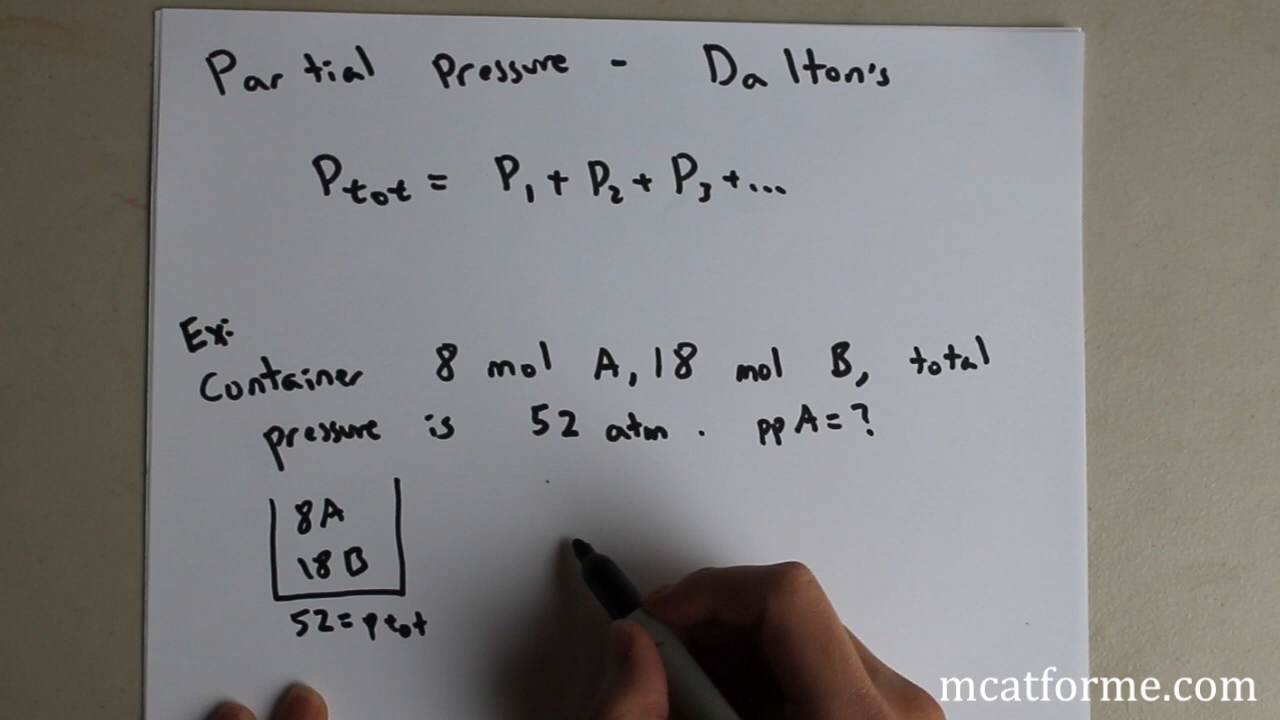 Partial Pressure - Dalton's
Ptot = P1 + P2 + P3 + ...
Ex:
Container 8 mol A, 18 mol B, total
pressure is 52 atm. ppA = ?
8A
18B
52 = ptot
mcatforme.com